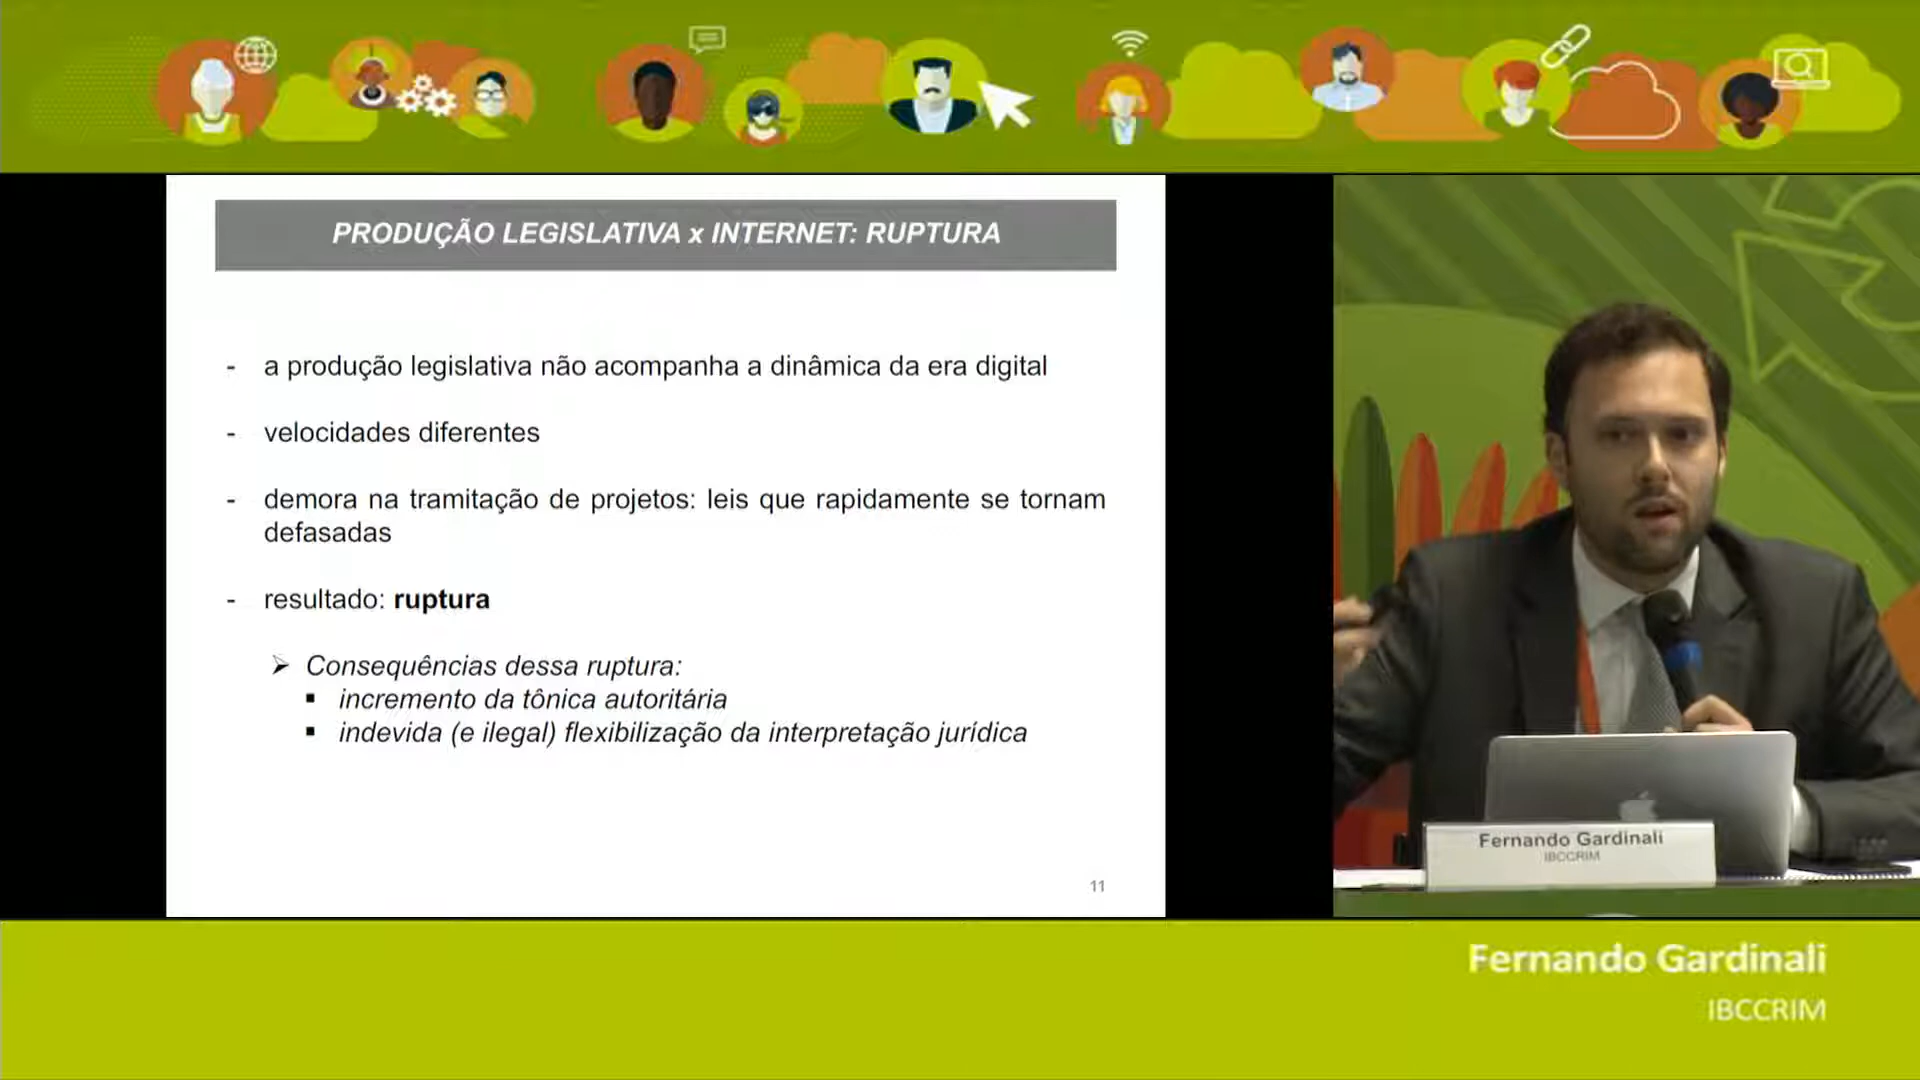 PRODUÇÃO LEGISLATIVA x INTERNET: RUPTURA
- a produção legislativa não acompanha a dinâmica da era digital
- velocidades diferentes
- demora na tramitação de projetos: leis que rapidamente se tornam
defasadas
- resultado: ruptura
➢ Consequências dessa ruptura:
▪ incremento da tônica autoritária
▪ indevida (e ilegal) flexibilização da interpretação jurídica
11
Fernando Gardinali
IBCCRIM
Fernando Gardinali
IBCCRIM